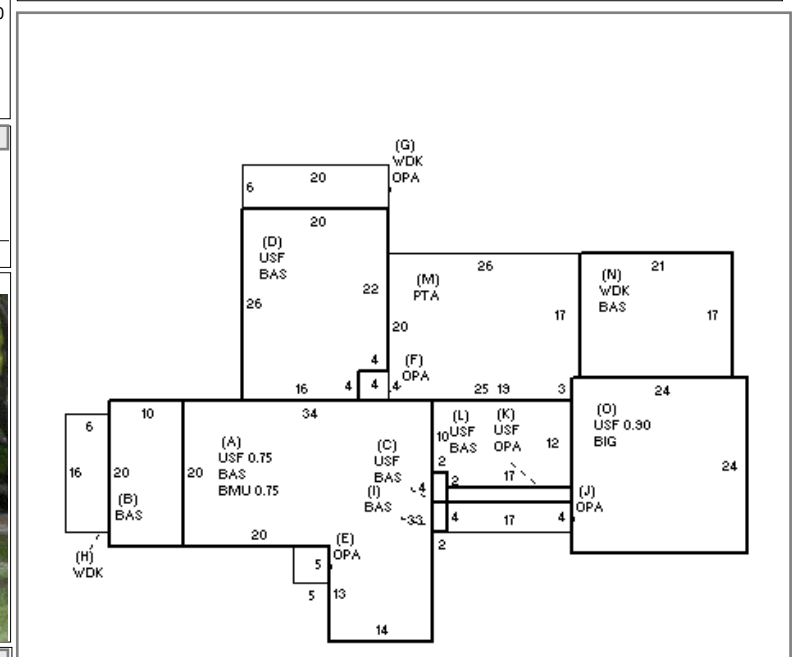 (G)
WDK
OPA
20
6
20
(D)
USF
BAS
26
22
(M)
PTA
26
20
17
(N)
WDK
BAS
21
17
4
(F)
OPA
16
4
4
4
25 19
3
24
6
16
(H)
WDK
10
20
(B)
BAS
34
(A)
USF 0.75
BAS
BMU 0.75
20
(C)
USF
BAS
(I)
BAS
4
33
(L)
USF
BAS
10
2
2
(K)
USF
OPA
12
17
(O)
USF 0.90
BIG
24
(J)
OPA
4
17
4
2
20
(E)
OPA
5
5
13
14